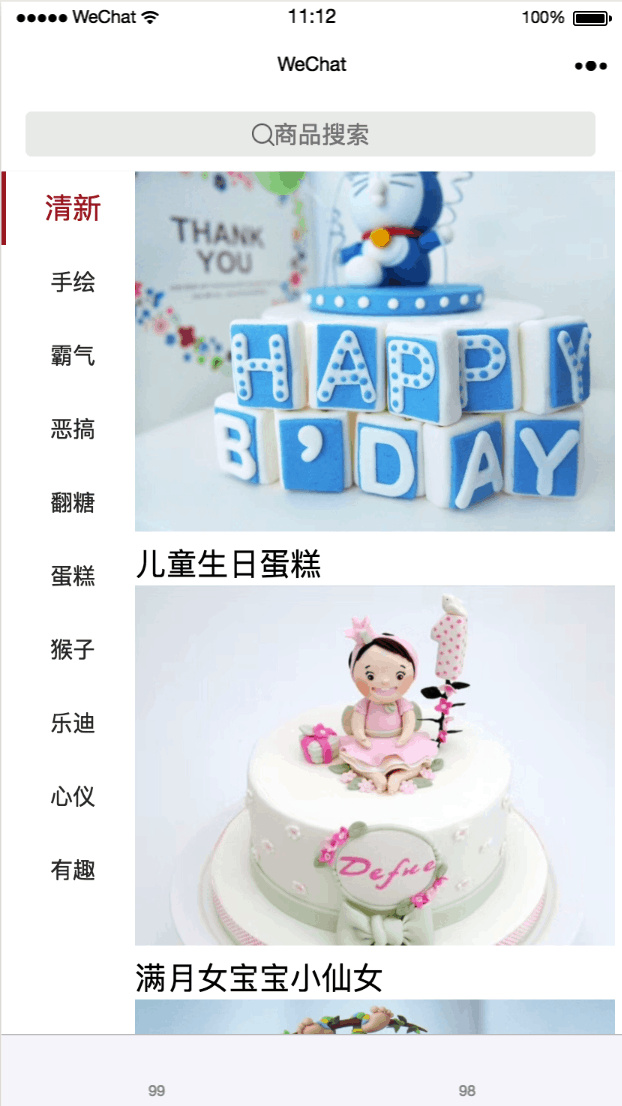 WeChat 11:12 100%
WeChat
商品搜索
清新
手绘
霸气
恶搞
翻糖
蛋糕
猴子
乐迪
心仪
有趣
THANK
YOU
HAPPY
B'DAY
儿童生日蛋糕
1
Defne
满月女宝宝小仙女
99 98